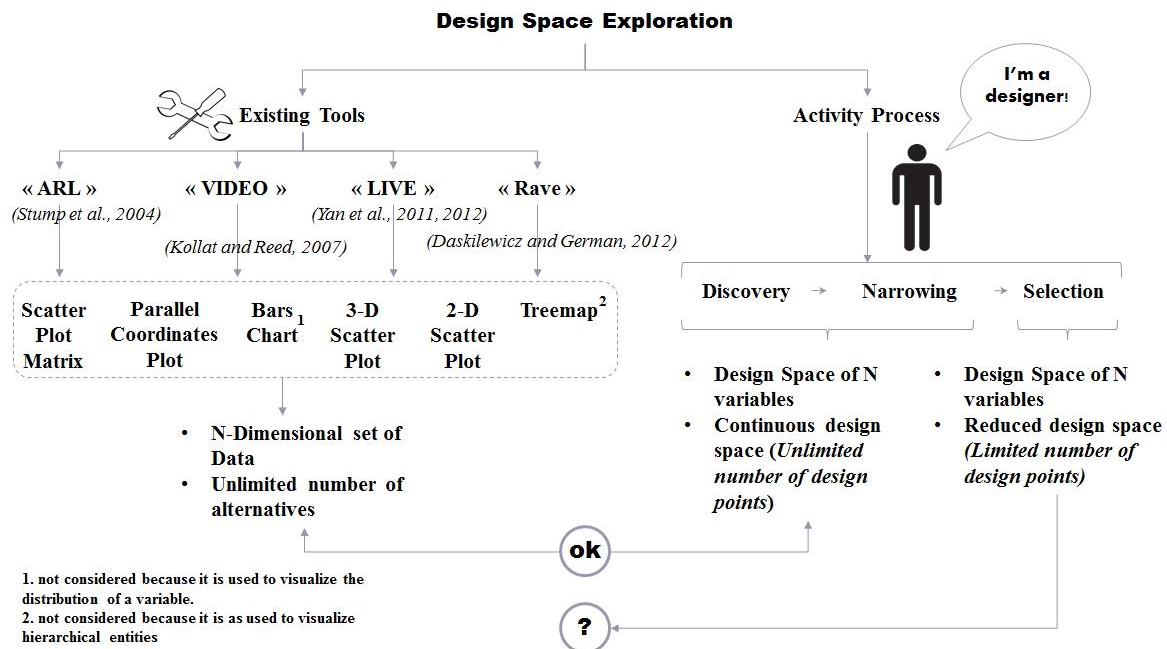 Design Space Exploration
I'm a
designer!
Existing Tools
Activity Process
« ARL »
« VIDEO »
« LIVE »
« Rave »
(Stump et al., 2004)
(Yan et al., 2011, 2012)
(Kollat and Reed, 2007)
(Daskilewicz and German, 2012)
Discovery
Narrowing
Selection
Scatter
Plot
Matrix
Parallel
Coordinates
Plot
Bars
Chart1
3-D
Scatter
Plot
2-D
Scatter
Plot
Treemap2
• N-Dimensional set of
Data
• Unlimited number of
alternatives
• Design Space of N
variables
• Continuous design
space (Unlimited
number of design
points)
• Design Space of N
variables
• Reduced design space
(Limited number of
design points)
ok
?
1. not considered because it is used to visualize the
distribution of a variable.
2. not considered because it is as used to visualize
hierarchical entities